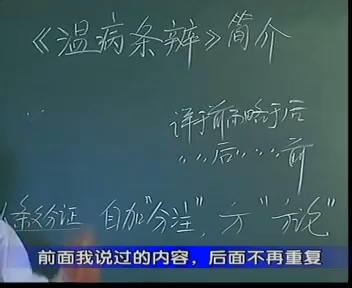 《温病条辨》简介
详于前而略于后
〃〃后〃〃〃前
条分证 自加"分注"，方"方论"
前面我说过的内容，后面不再重复